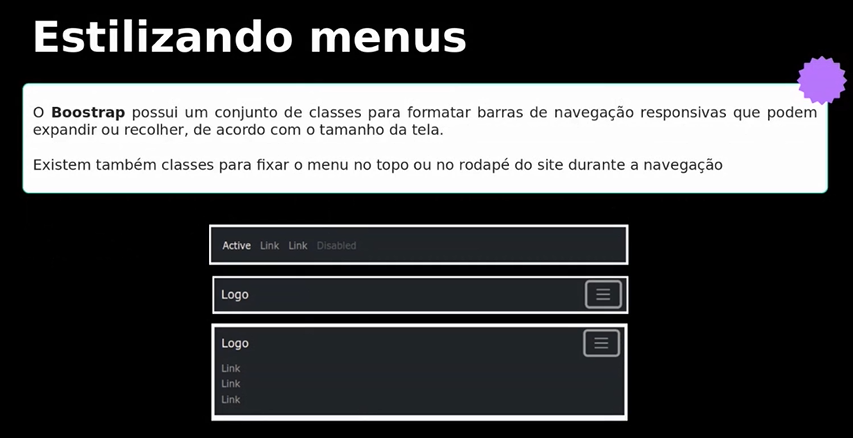 Estilizando menus
O Boostrap possui um conjunto de classes para formatar barras de navegação responsivas que podem
expandir ou recolher, de acordo com o tamanho da tela.
Existem também classes para fixar o menu no topo ou no rodapé do site durante a navegação
Active Link Link Disabled
Logo
Logo
Link
Link
Link